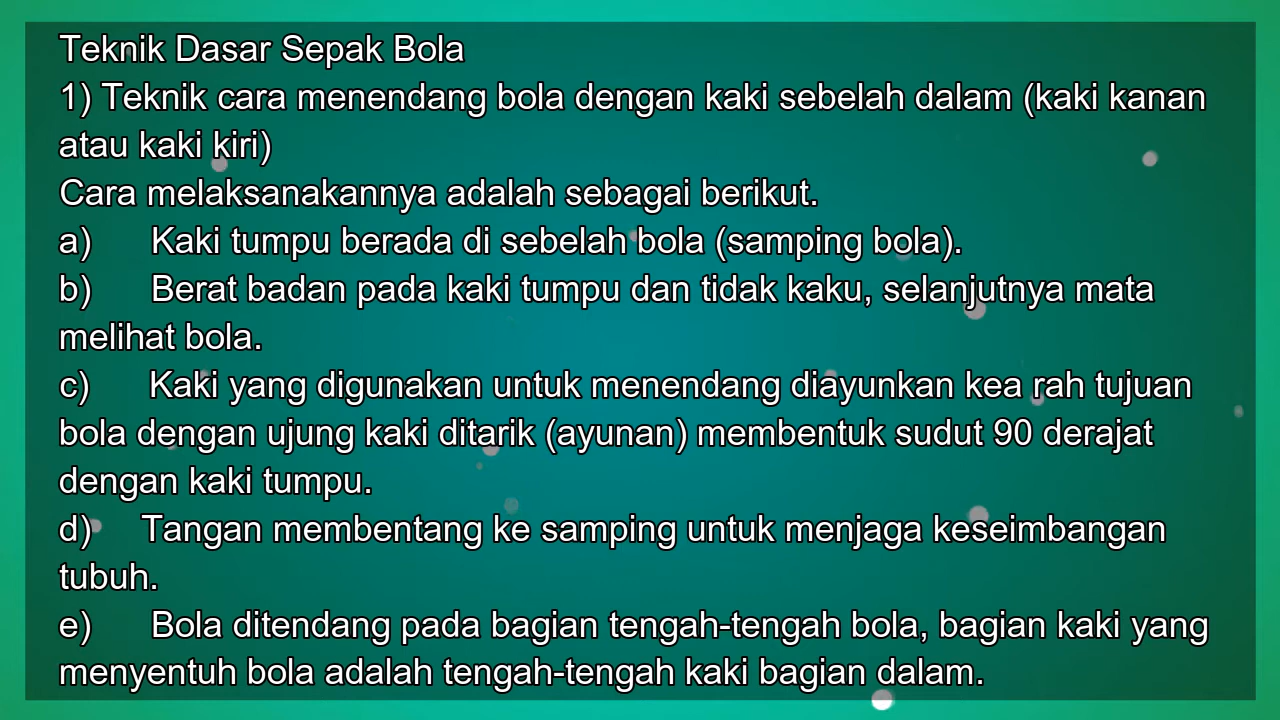 Teknik Dasar Sepak Bola
1) Teknik cara menendang bola dengan kaki sebelah dalam (kaki kanan
atau kaki kiri)
Cara melaksanakannya adalah sebagai berikut.
a) Kaki tumpu berada di sebelah bola (samping bola).
b) Berat badan pada kaki tumpu dan tidak kaku, selanjutnya mata
melihat bola.
c) Kaki yang digunakan untuk menendang diayunkan kea rah tujuan
bola dengan ujung kaki ditarik (ayunan) membentuk sudut 90 derajat
dengan kaki tumpu.
d) Tangan membentang ke samping untuk menjaga keseimbangan
tubuh.
e) Bola ditendang pada bagian tengah-tengah bola, bagian kaki yang
menyentuh bola adalah tengah-tengah kaki bagian dalam.